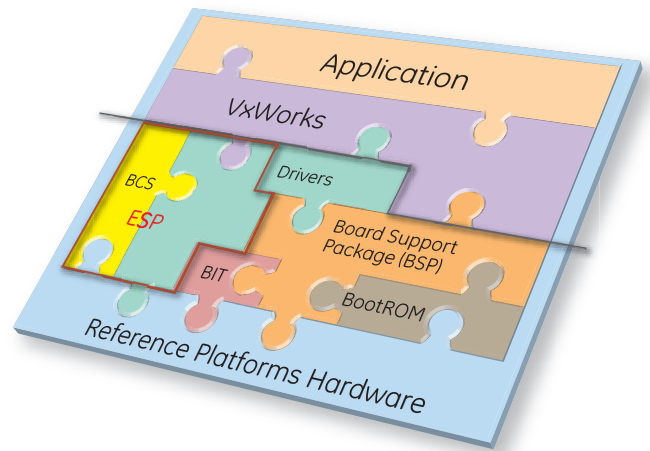 Application
VxWorks
BCS
Drivers
ESP
Board Support
Package (BSP)
BIT
BootROM
Reference Platforms Hardware